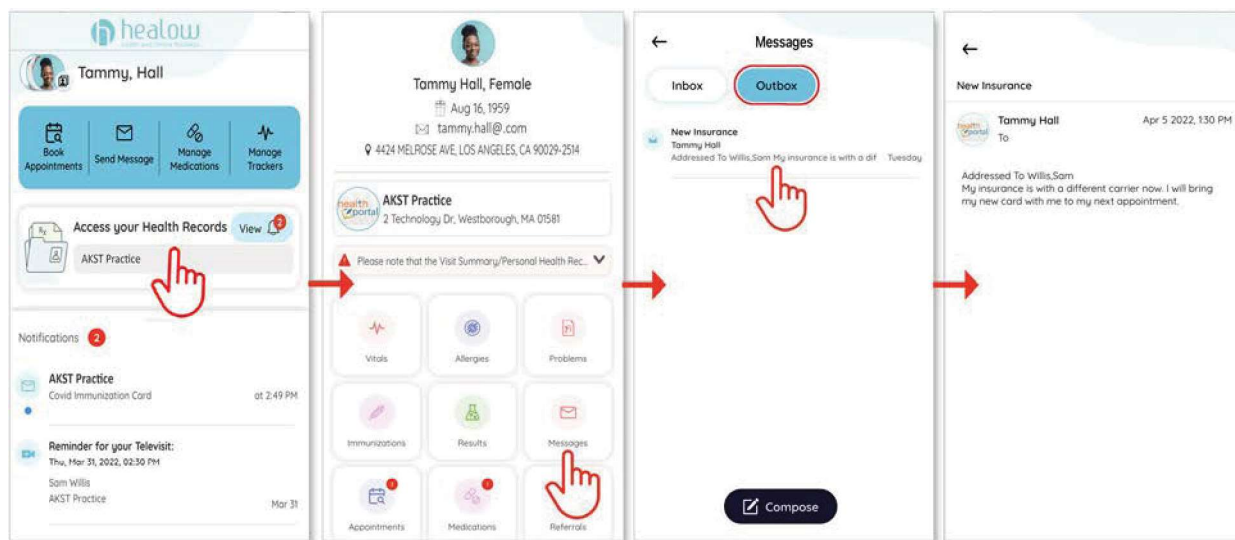 healow
Tammy, Hall
Book
Appointments
Send Message
Manage
Medications
Manage
Trackers
Access your Health Records
View
2
AKST Practice
Notifications 2
AKST Practice
Covid Immunization Card
at 2:49 PM
Reminder for your Televisit:
Thu, Mar 31, 2022, 02:30 PM
Sam Willis
AKST Practice
Mar 31
Tammy Hall, Female
Aug 16, 1959
tammy.hall@.com
4424 MELROSE AVE, LOS ANGELES, CA 90029-2514
health
portal
AKST Practice
2 Technology Dr, Westborough, MA 01581
Please note that the Visit Summary/Personal Health Rec...
Vitals
Allergies
Problems
Immunizations
Results
Messages
Appointments
Medications
Referrals
Messages
Inbox
Outbox
New Insurance
Tammy Hall
Addressed To Willis,Sam My insurance is with a dif
Tuesday
Compose
New Insurance
health
portal
Tammy Hall
Apr 5 2022, 1:30 PM
To
Addressed To Willis,Sam
My insurance is with a different carrier now. I will bring
my new card with me to my next appointment.